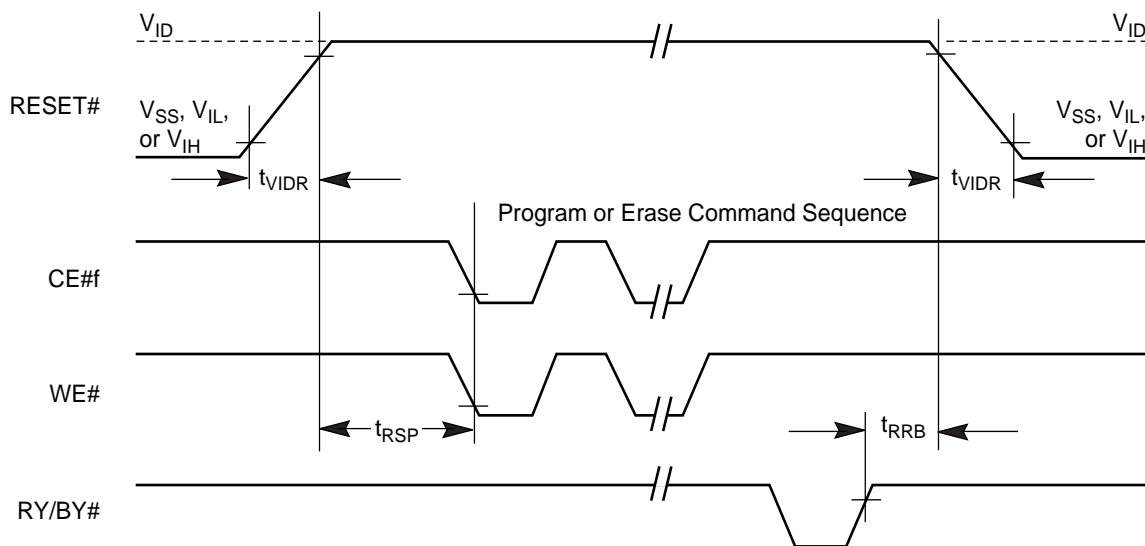 VID
VID
RESET#
VSS, VIL,
or VIH
VSS, VIL,
or VIH
tVIDR
tVIDR
Program or Erase Command Sequence
CE#f
WE#
tRSP
tRRB
RY/BY#